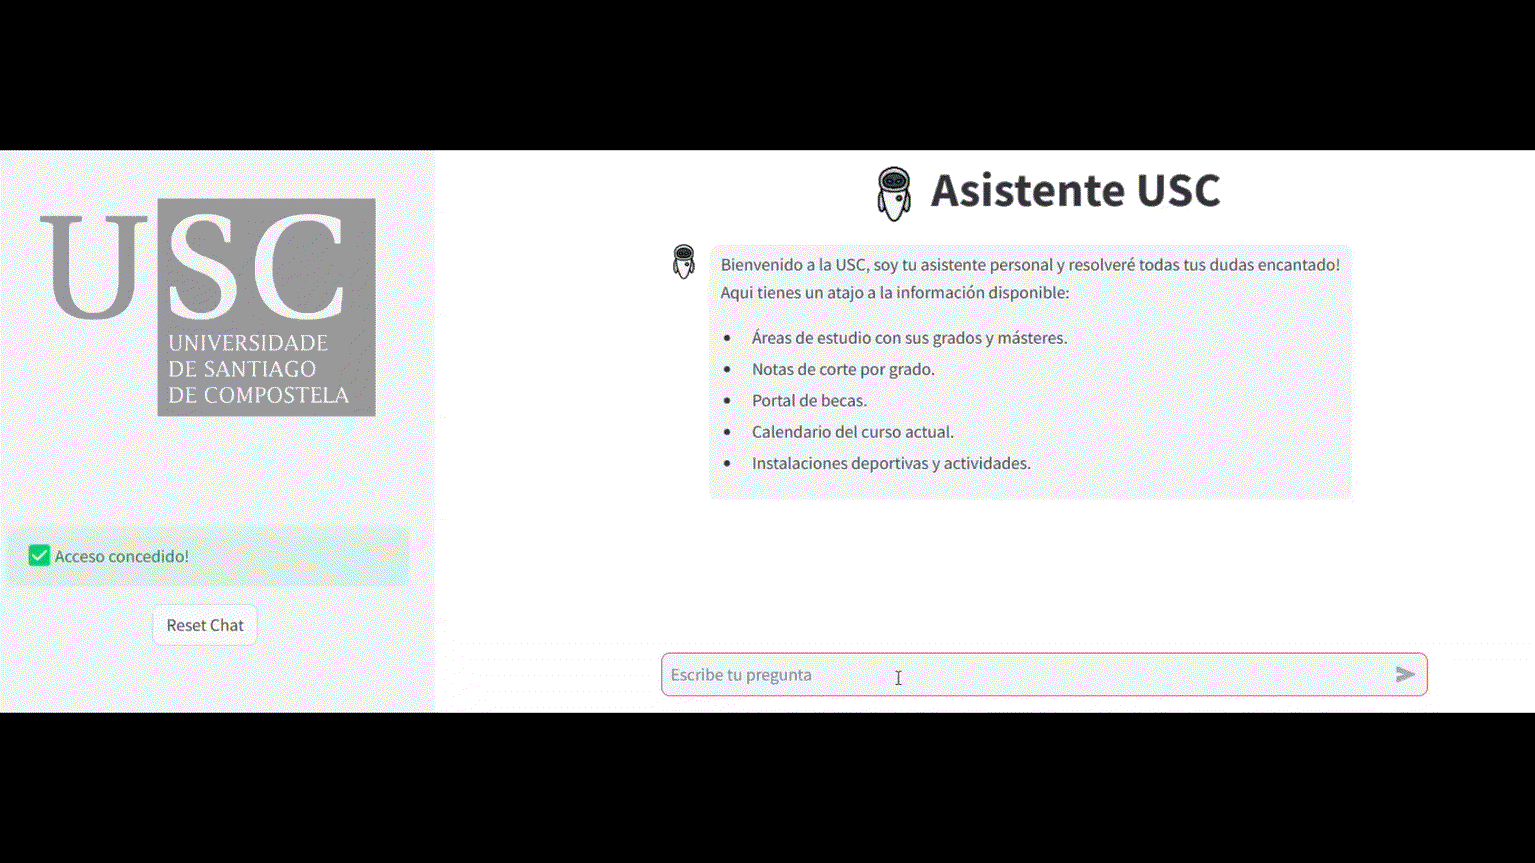 USC
UNIVERSIDADE
DE SANTIAGO
DE COMPOSTELA
Acceso concedido!
Reset Chat
Asistente USC
Bienvenido a la USC, soy tu asistente personal y resolveré todas tus dudas encantado!
Aqui tienes un atajo a la información disponible:
• Áreas de estudio con sus grados y másteres.
• Notas de corte por grado.
• Portal de becas.
• Calendario del curso actual.
• Instalaciones deportivas y actividades.
Escribe tu pregunta